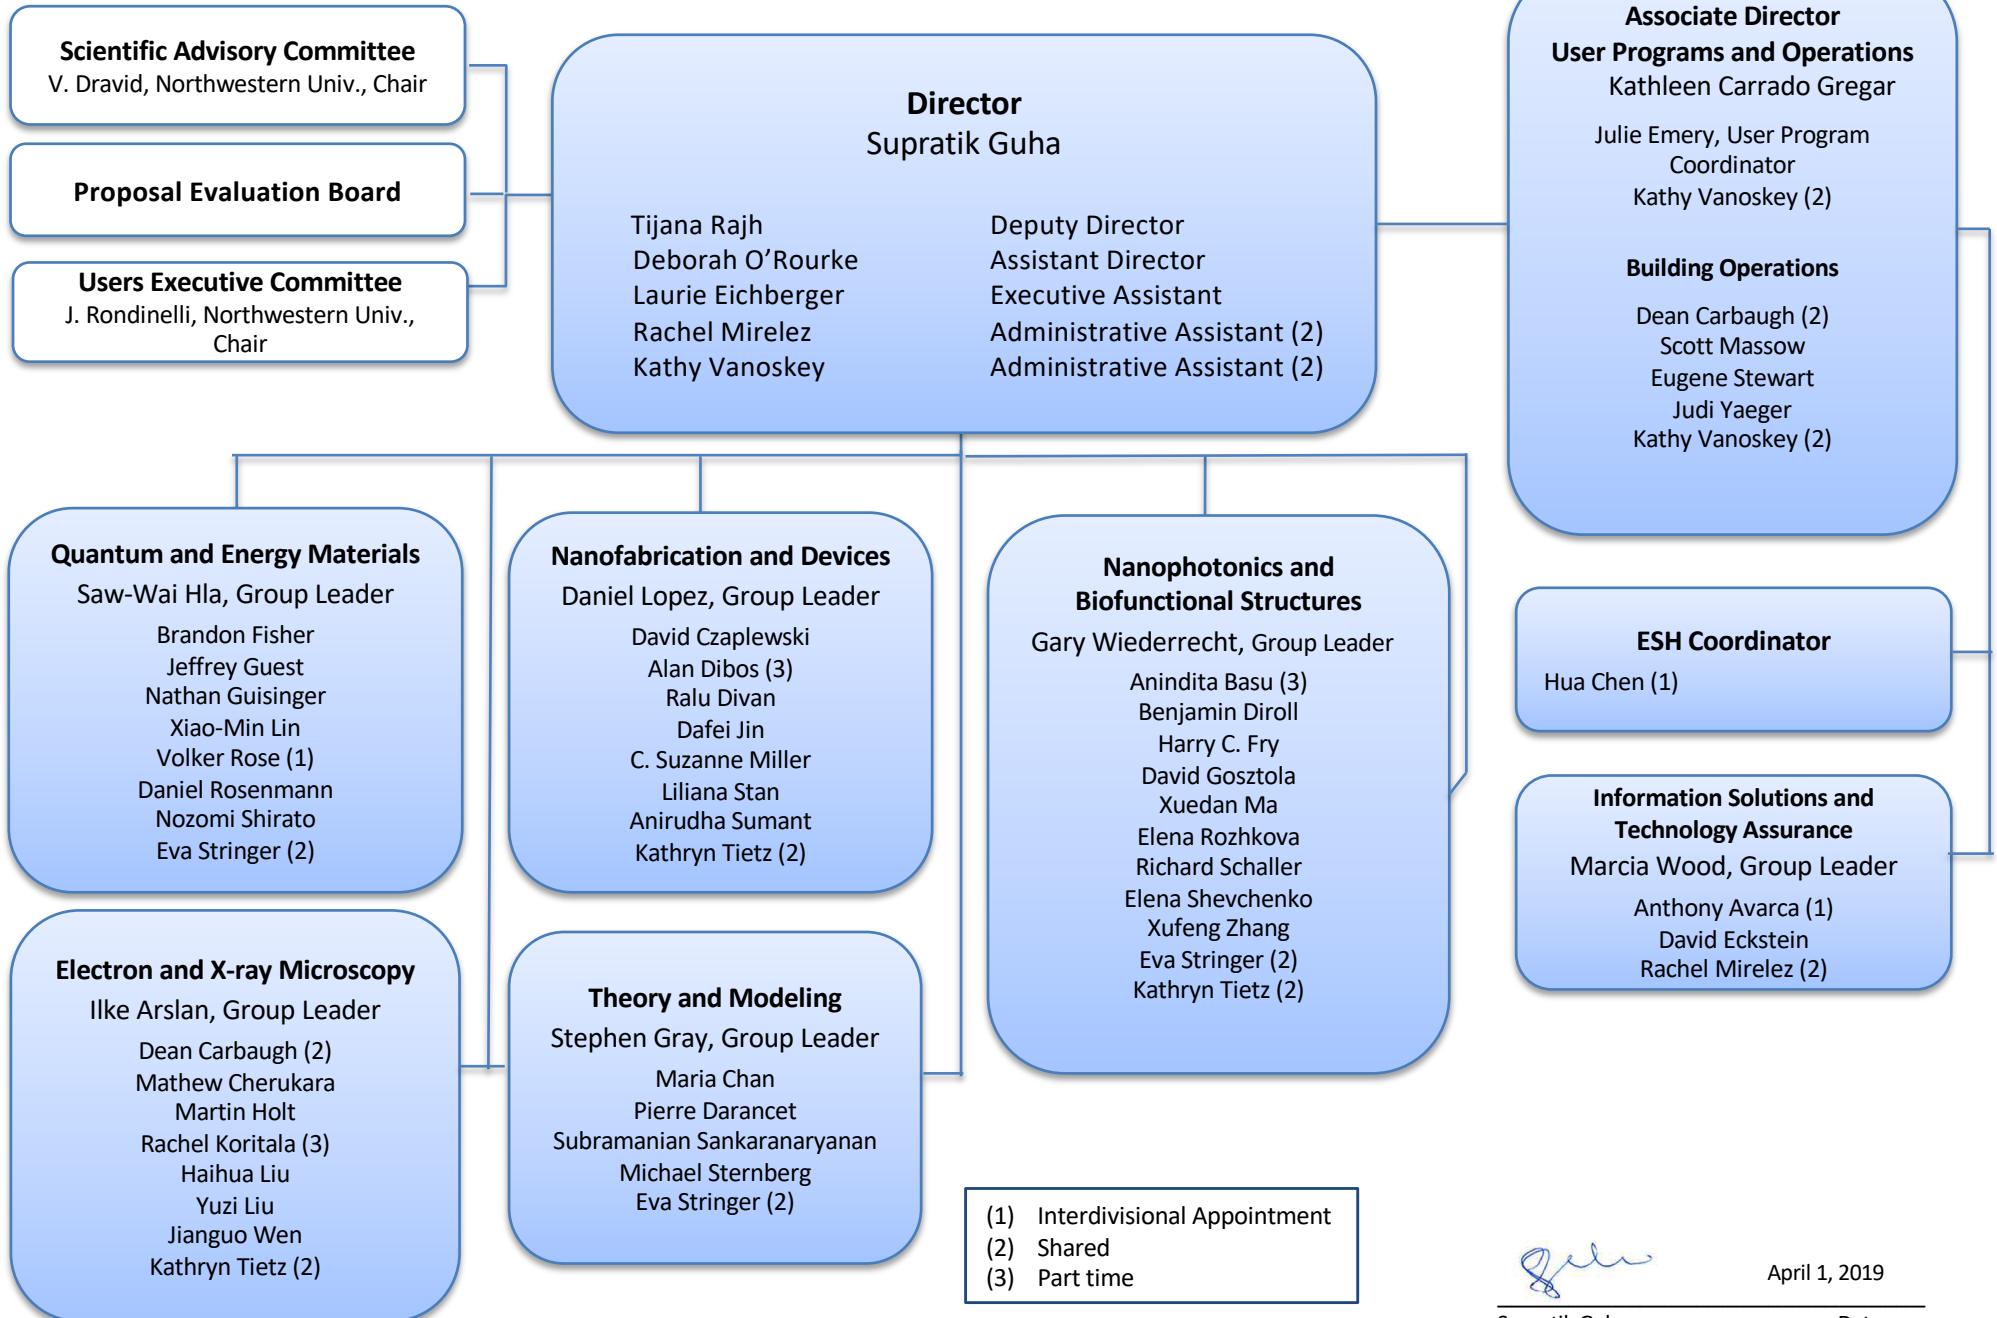 Scientific Advisory Committee
V. Dravid, Northwestern Univ., Chair
Proposal Evaluation Board
Users Executive Committee
J. Rondinelli, Northwestern Univ.,
Chair
Director
Supratik Guha
Tijana Rajh Deputy Director
Deborah O’Rourke Assistant Director
Laurie Eichberger Executive Assistant
Rachel Mirelez Administrative Assistant (2)
Kathy Vanoskey Administrative Assistant (2)
Associate Director
User Programs and Operations
Kathleen Carrado Gregar
Julie Emery, User Program
Coordinator
Kathy Vanoskey (2)
Building Operations
Dean Carbaugh (2)
Scott Massow
Eugene Stewart
Judi Yaeger
Kathy Vanoskey (2)
Quantum and Energy Materials
Saw-Wai Hla, Group Leader
Brandon Fisher
Jeffrey Guest
Nathan Guisinger
Xiao-Min Lin
Volker Rose (1)
Daniel Rosenmann
Nozomi Shirato
Eva Stringer (2)
Nanofabrication and Devices
Daniel Lopez, Group Leader
David Czaplewski
Alan Dibos (3)
Ralu Divan
Dafei Jin
C. Suzanne Miller
Liliana Stan
Anirudha Sumant
Kathryn Tietz (2)
Nanophotonics and
Biofunctional Structures
Gary Wiederrecht, Group Leader
Anindita Basu (3)
Benjamin Diroll
Harry C. Fry
David Gosztola
Xuedan Ma
Elena Rozhkova
Richard Schaller
Elena Shevchenko
Xufeng Zhang
Eva Stringer (2)
Kathryn Tietz (2)
ESH Coordinator
Hua Chen (1)
Information Solutions and
Technology Assurance
Marcia Wood, Group Leader
Anthony Avarca (1)
David Eckstein
Rachel Mirelez (2)
Electron and X-ray Microscopy
Ilke Arslan, Group Leader
Dean Carbaugh (2)
Mathew Cherukara
Martin Holt
Rachel Koritala (3)
Haihua Liu
Yuzi Liu
Jianguo Wen
Kathryn Tietz (2)
Theory and Modeling
Stephen Gray, Group Leader
Maria Chan
Pierre Darancet
Subramanian Sankaranaryanan
Michael Sternberg
Eva Stringer (2)
(1) Interdivisional Appointment
(2) Shared
(3) Part time
April 1, 2019